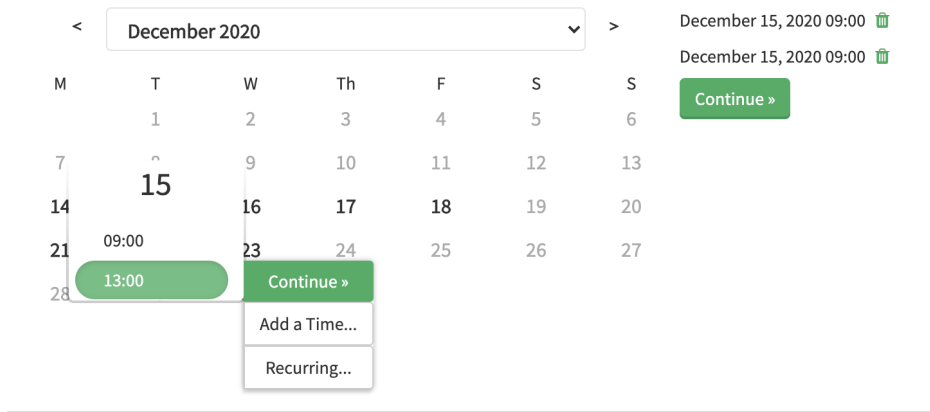 < December 2020 >
M T W Th F S S
1 2 3 4 5 6
7 9 10 11 12 13
14 15 16 17 18 19 20
21 09:00 23 24 25 26 27
28 13:00 Continue »
Add a Time...
Recurring...
December 15, 2020 09:00
December 15, 2020 09:00
Continue »